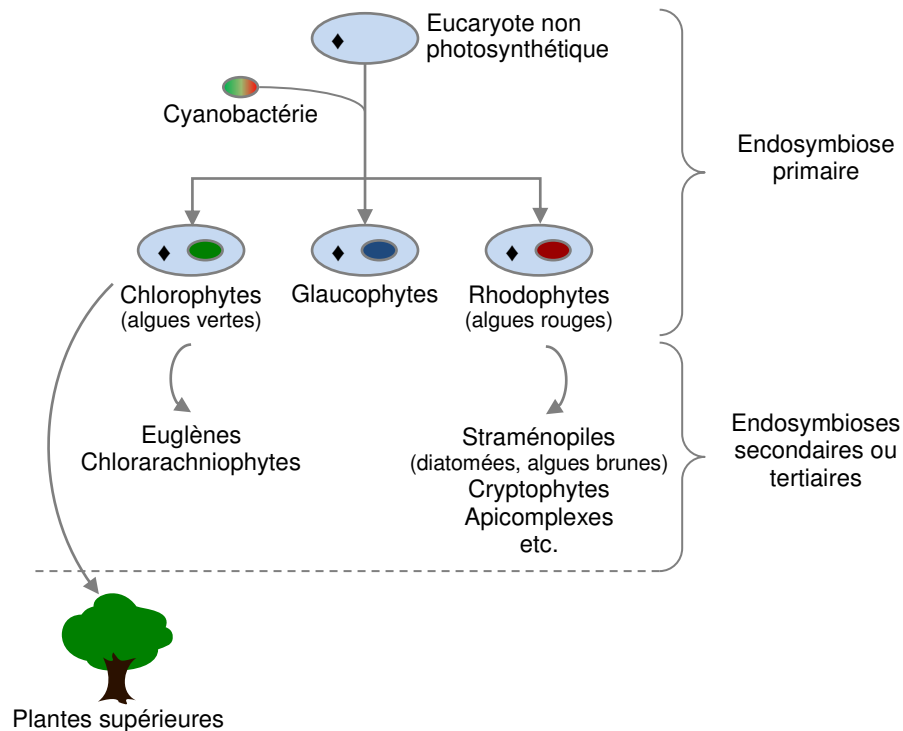 Eucaryote non
photosynthétique
Cyanobactérie
Endosymbiose
primaire
Chlorophytes
(algues vertes)
Glaucophytes
Rhodophytes
(algues rouges)
Euglènes
Chlorarachniophytes
Straménopiles
(diatomées, algues brunes)
Cryptophytes
Apicomplexes
etc.
Endosymbioses
secondaires ou
tertiaires
Plantes supérieures